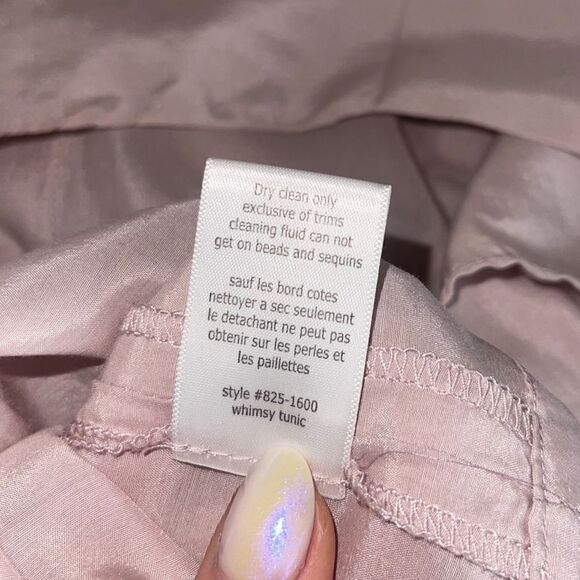 Dry clean only
exclusive of trims
cleaning fluid can not
get on beads and sequins
sauf les bord cotes
nettoyer a sec seulement
le detachant ne peut pas
obtenir sur les perles et
les paillettes
style #825-1600
whimsy tunic